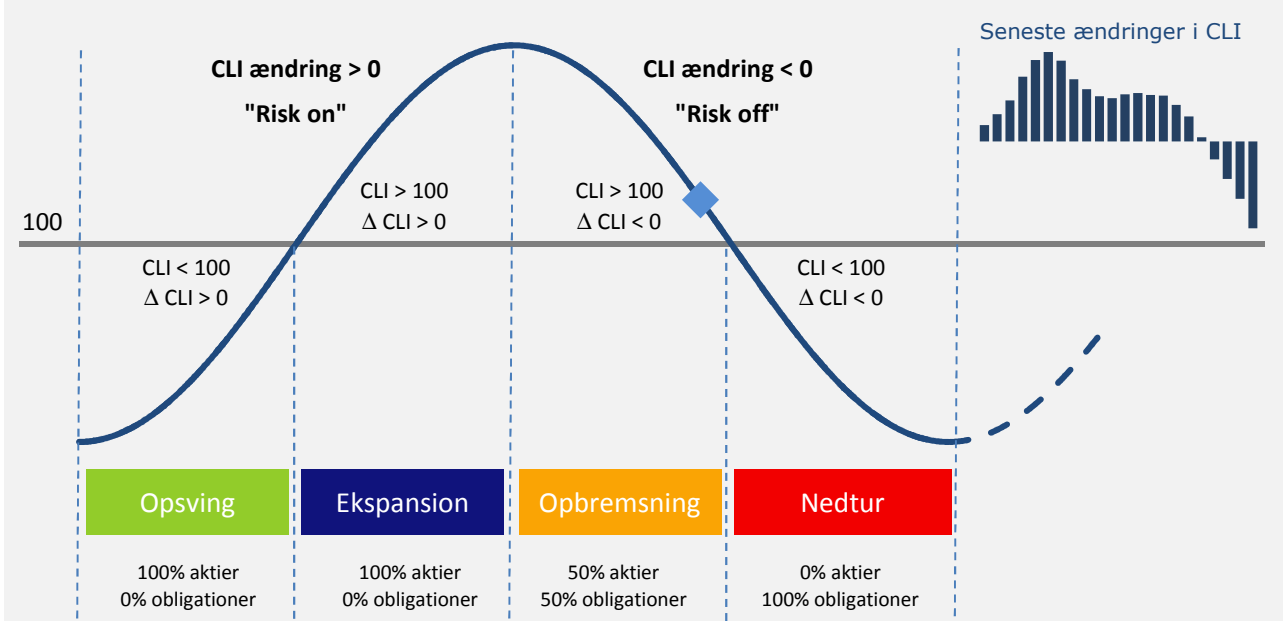 Seneste ændringer i CLI
CLI ændring > 0
"Risk on"
CLI ændring < 0
"Risk off"
CLI > 100
Δ CLI > 0
CLI > 100
Δ CLI < 0
100
CLI < 100
Δ CLI > 0
CLI < 100
Δ CLI < 0
Opsving
Ekspansion
Opbremsning
Nedtur
100% aktier
0% obligationer
100% aktier
0% obligationer
50% aktier
50% obligationer
0% aktier
100% obligationer